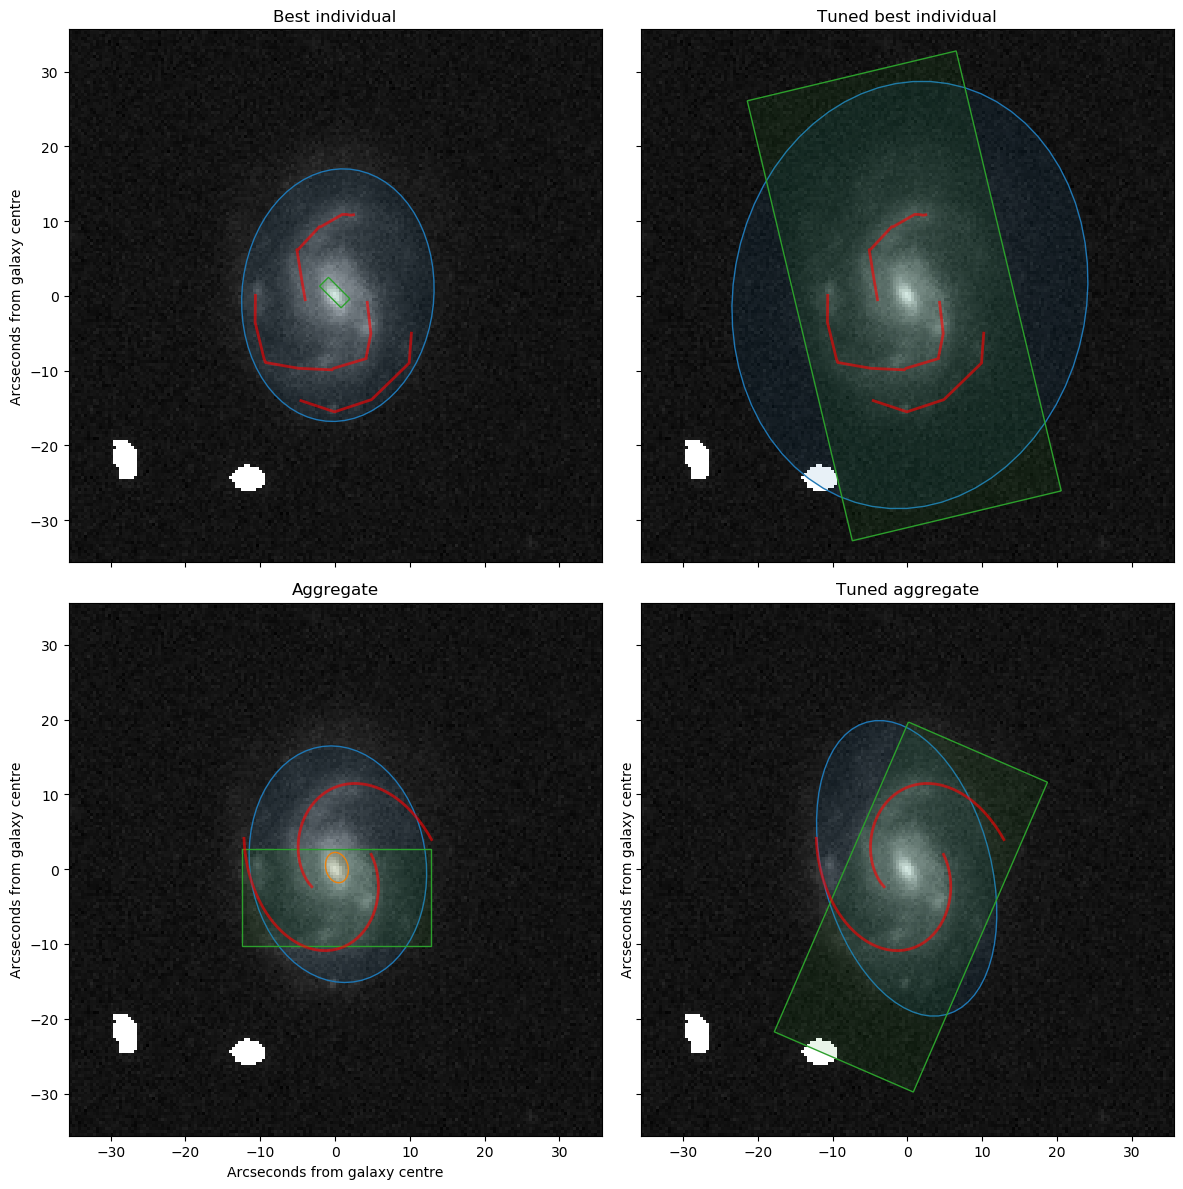 Best individual
Tuned best individual
30
20
10
0
−10
−20
−30
Arcseconds from galaxy centre
Aggregate
Tuned aggregate
30
20
10
0
−10
−20
−30
Arcseconds from galaxy centre
Arcseconds from galaxy centre
−30 −20 −10 0 10 20 30
−30 −20 −10 0 10 20 30
Arcseconds from galaxy centre